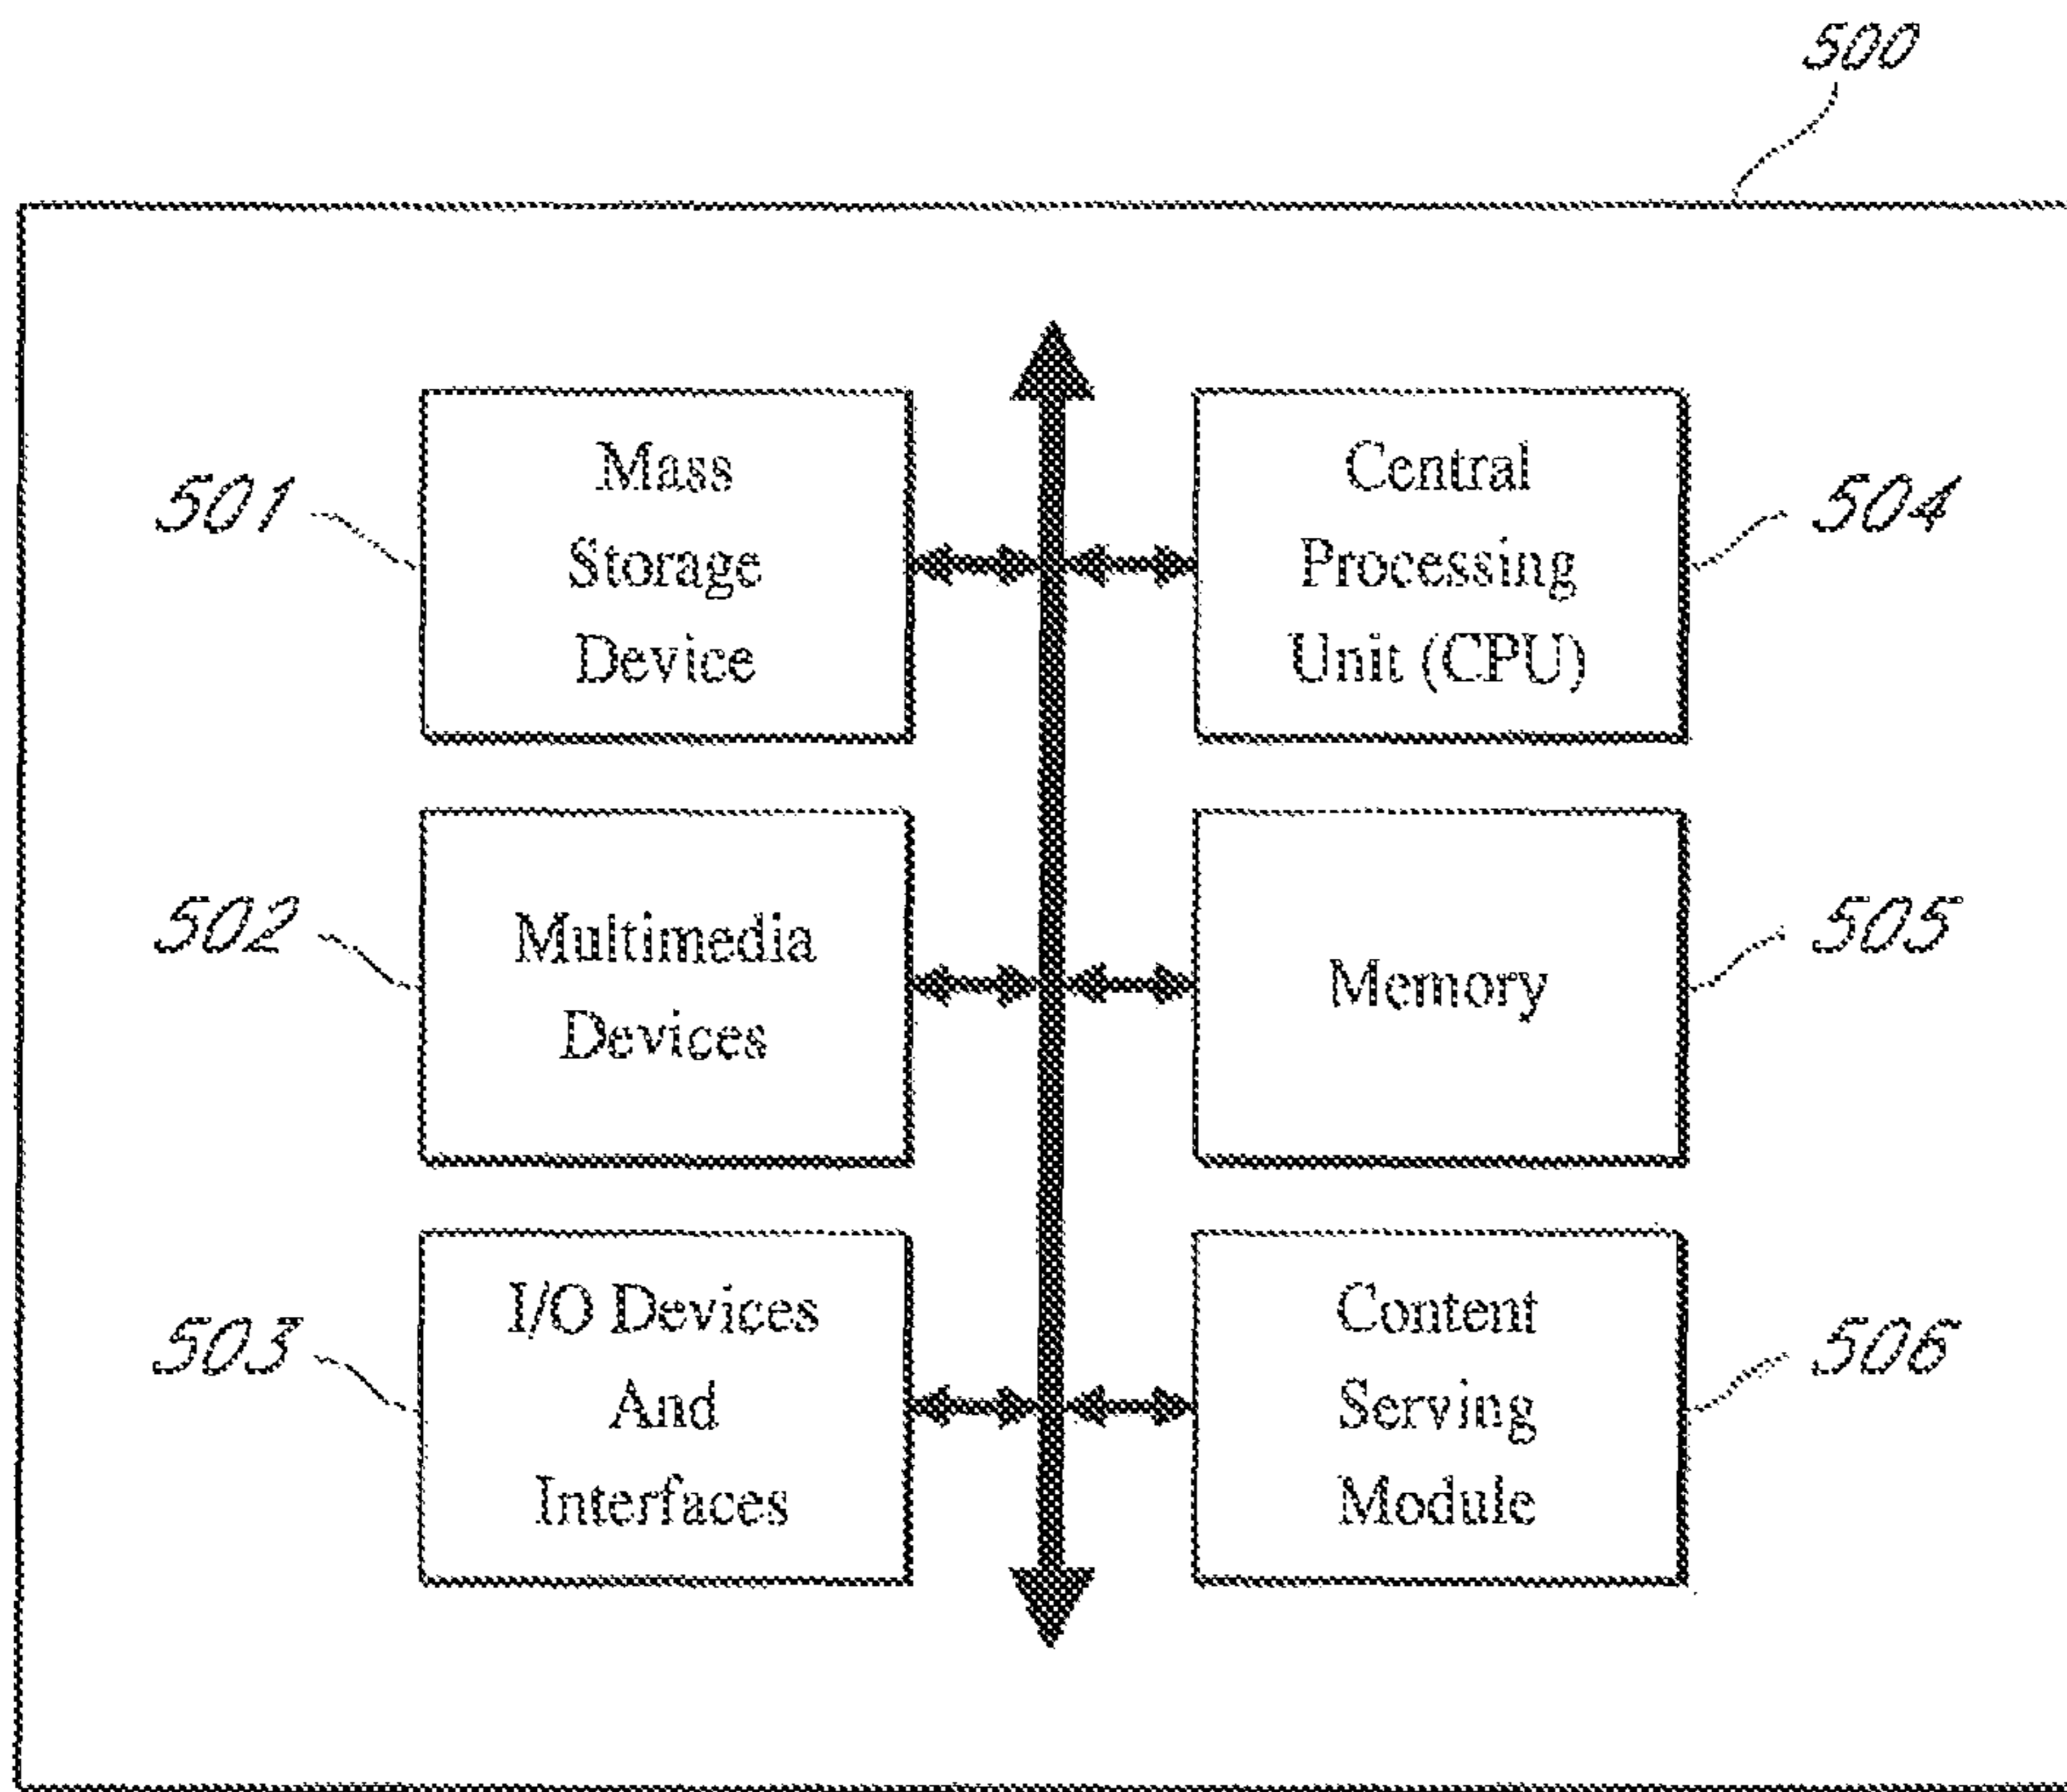 500
501
Mass
Storage
Device
Central
Processing
Unit (CPU)
504
502
Multimedia
Devices
Memory
505
503
I/O Devices
And
Interfaces
Content
Serving
Module
506